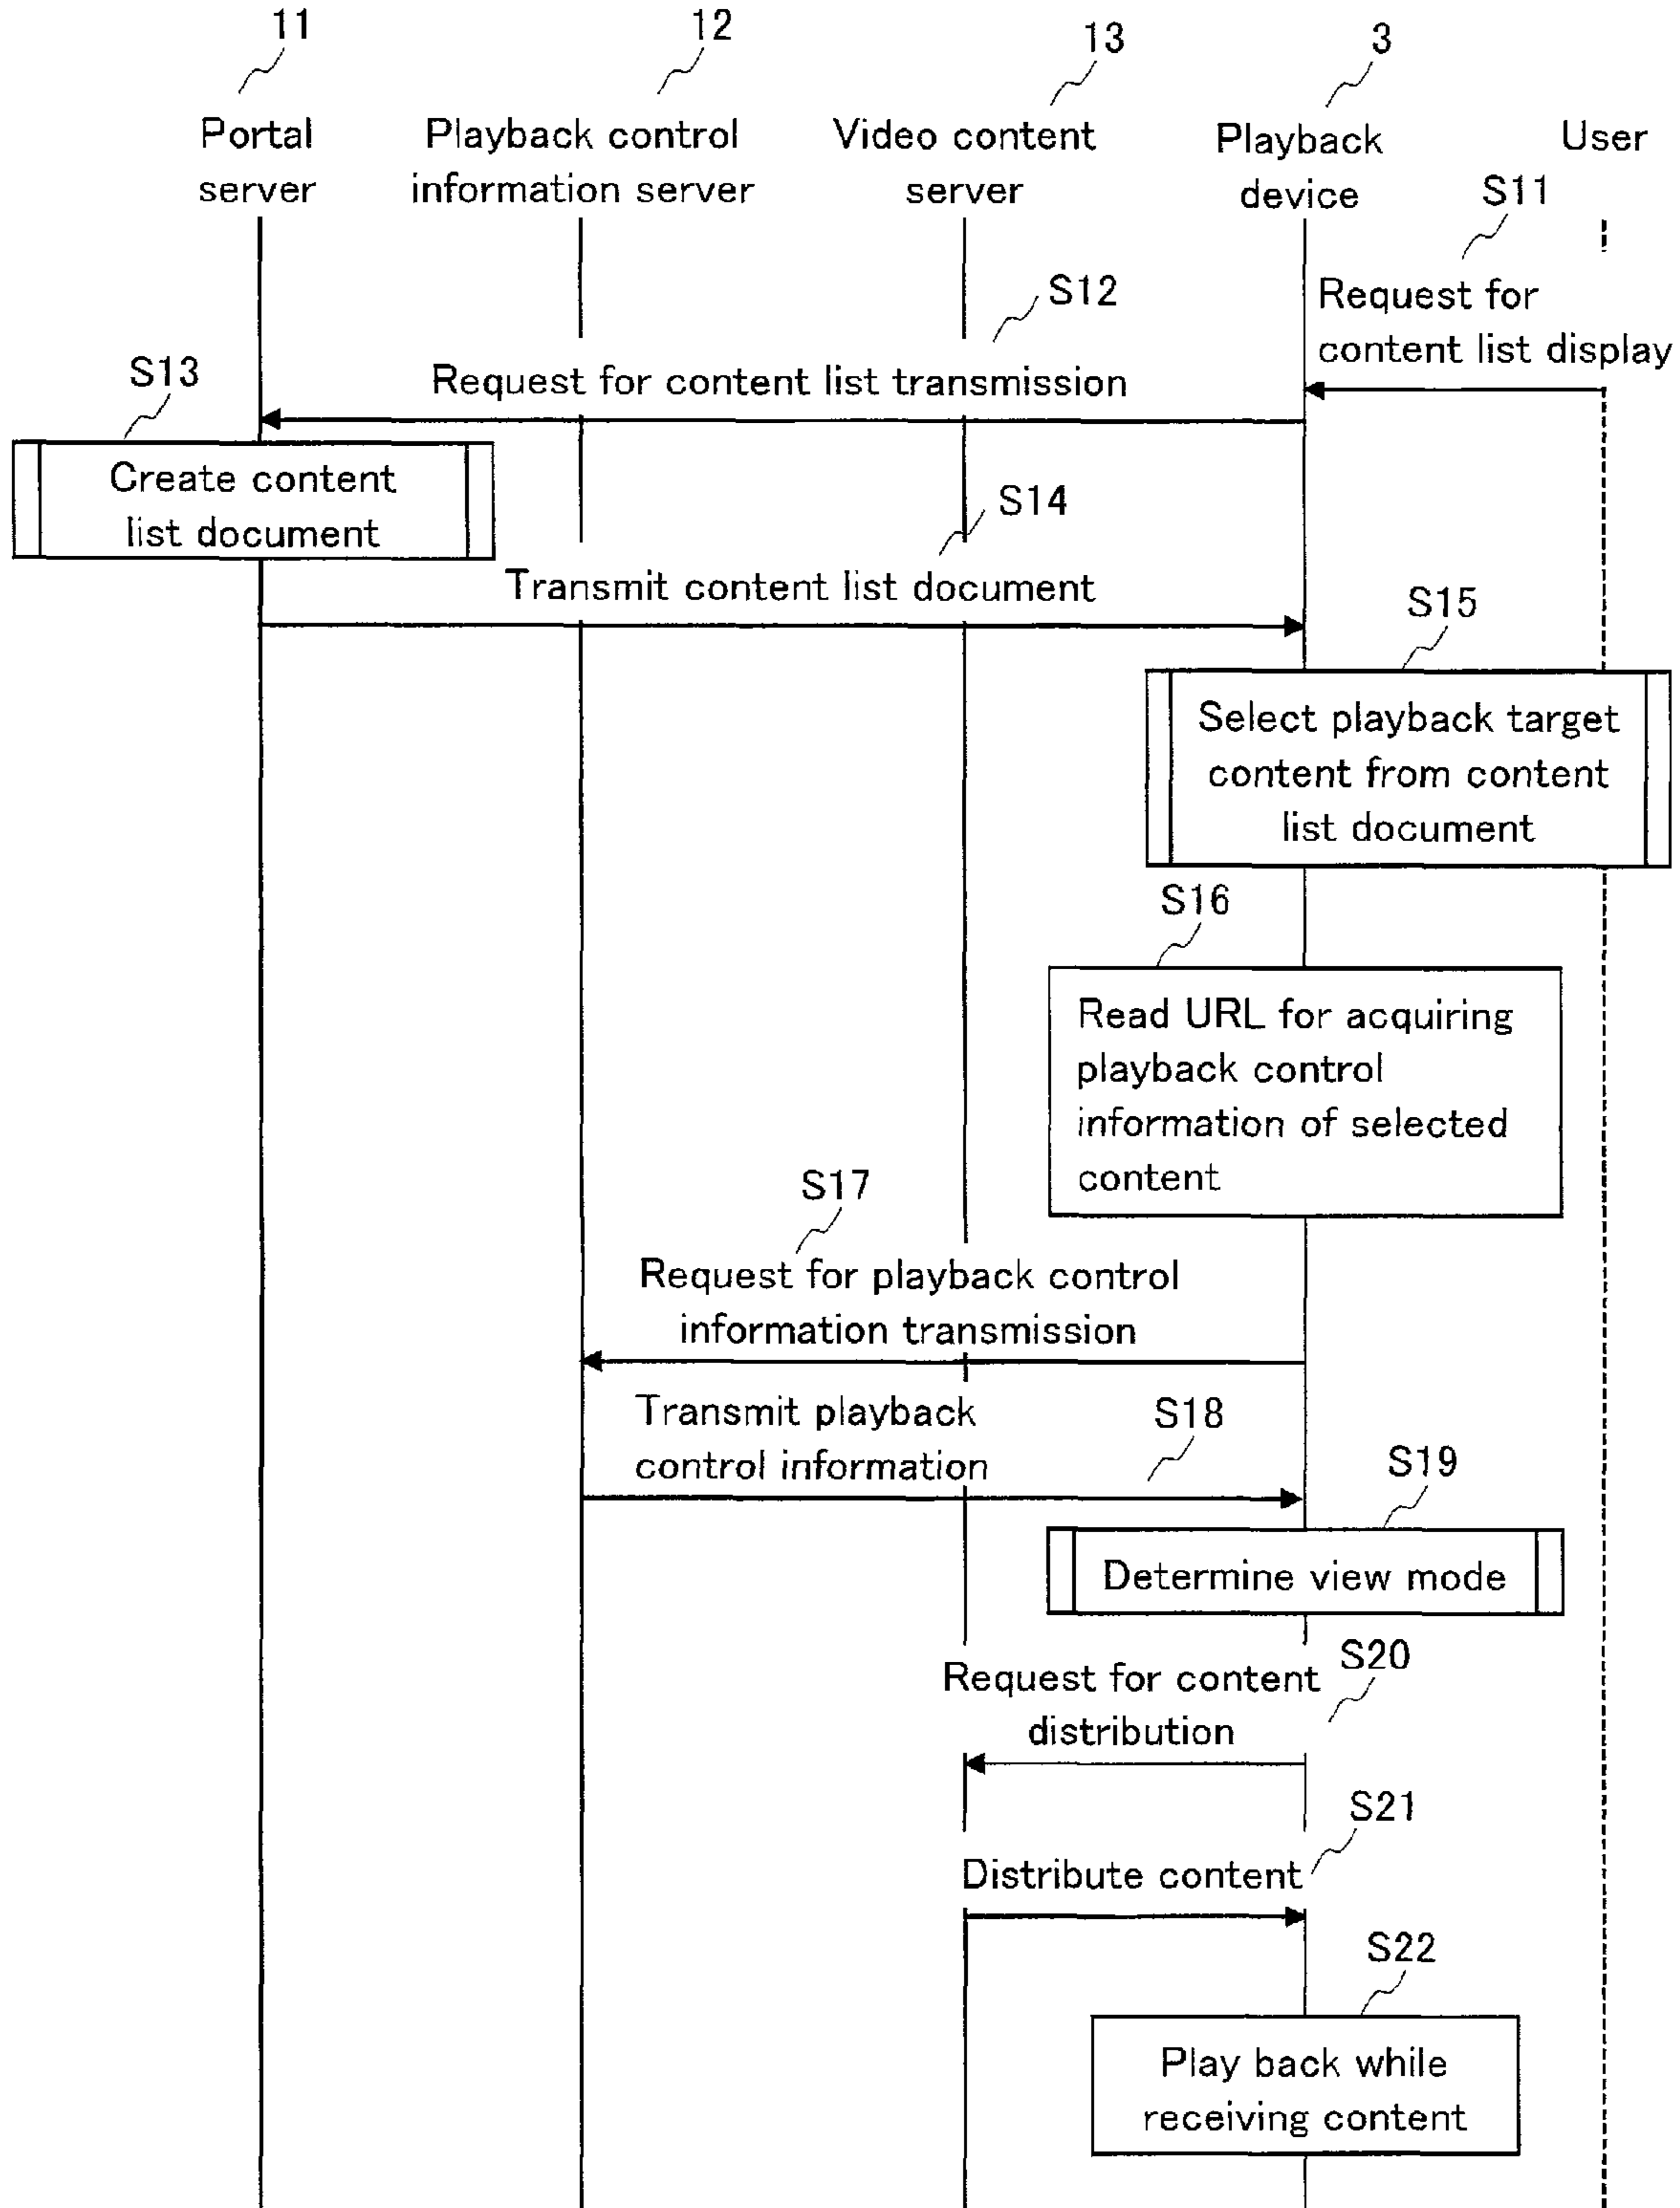 11
12
13
3
Portal
server
Playback control
information server
Video content
server
Playback
device
User
S11
Request for
content list display
S12
Request for content list transmission
S13
Create content
list document
S14
Transmit content list document
S15
Select playback target
content from content
list document
S16
Read URL for acquiring
playback control
information of selected
content
S17
Request for playback control
information transmission
Transmit playback
control information
S18
S19
Determine view mode
S20
Request for content
distribution
S21
Distribute content
S22
Play back while
receiving content